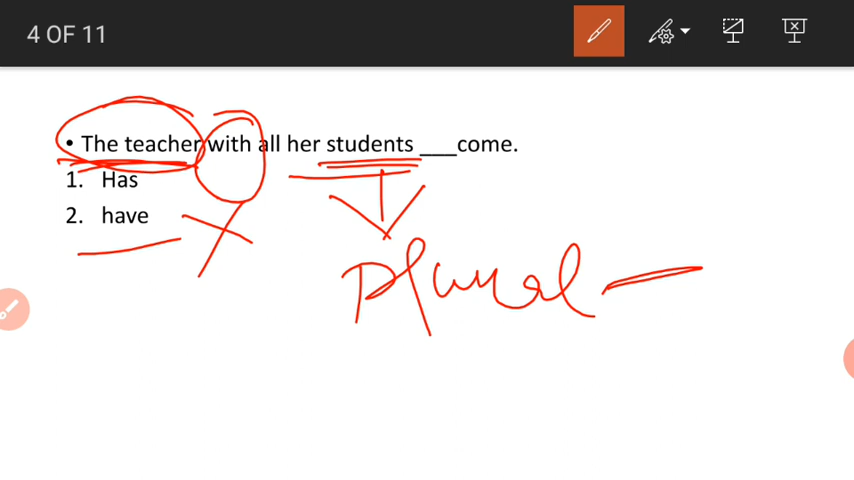 4 OF 11
• The teacher with all her students ___come.
1. Has
2. have
Plural